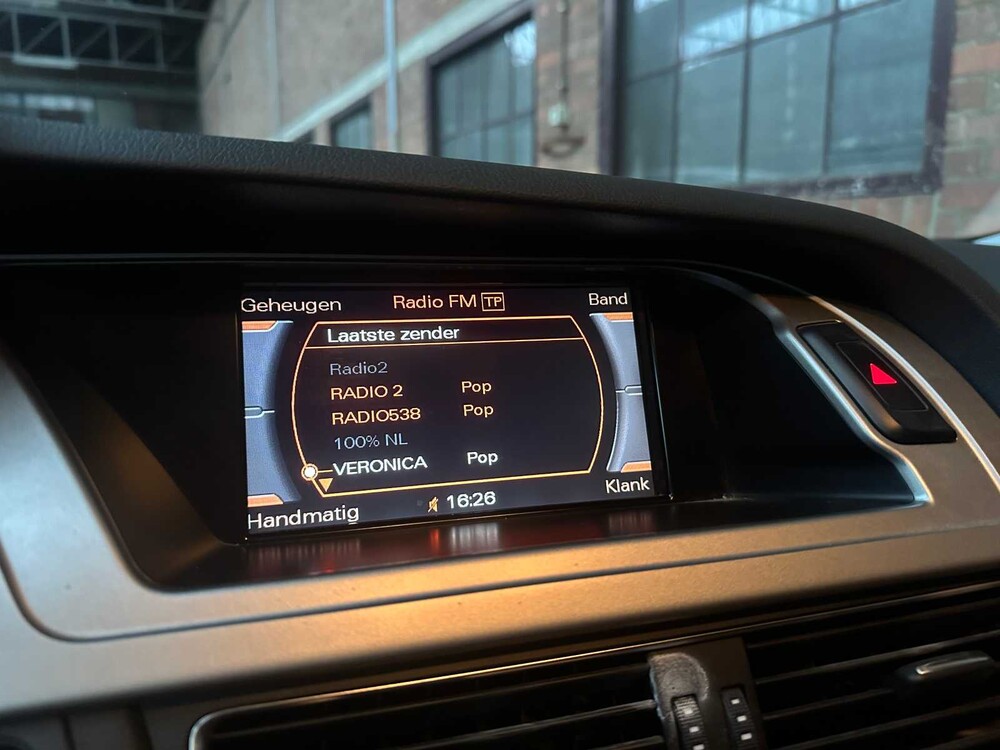 Geheugen Radio FM TP Band
Laatste zender
Radio2
RADIO 2 Pop
RADIO538 Pop
100% NL
VERONICA Pop
Handmatig 16:26 Klank